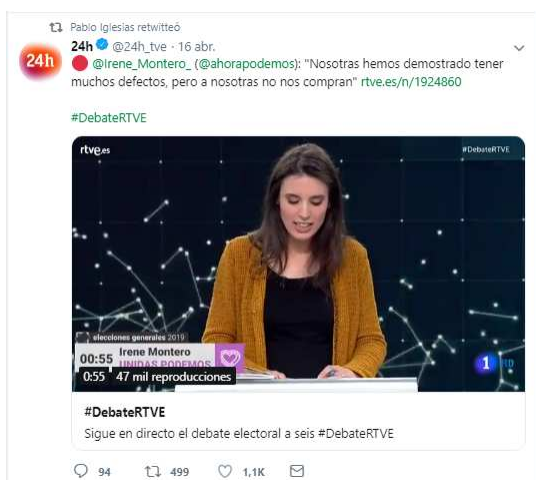 Pablo Iglesias retwitteó
24h @24h_tve · 16 abr.
24h
@Irene_Montero_ (@ahorapodemos): "Nosotras hemos demostrado tener
muchos defectos, pero a nosotras no nos compran" rtve.es/n/1924860
#DebateRTVE
rtve.es
#DebateRTVE
elecciones generales 2019
00:55 Irene Montero
UNIDAS PODEMOS
0:55 47 mil reproducciones
1 HD
#DebateRTVE
Sigue en directo el debate electoral a seis #DebateRTVE
94 499 1,1K